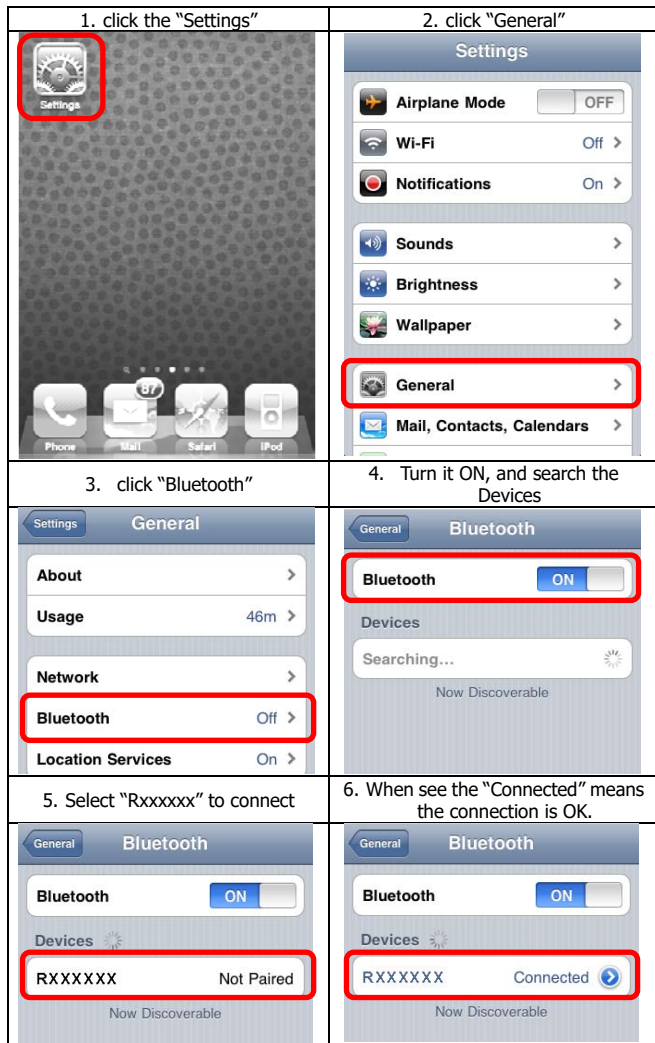 1. click the “Settings”
2. click “General”
Settings
87
Phone
Mail
Safari
iPod
Settings
Airplane Mode OFF
Wi-Fi Off
Notifications On
Sounds
Brightness
Wallpaper
General
Mail, Contacts, Calendars
3. click “Bluetooth”
4. Turn it ON, and search the
Devices
Settings General
About
Usage 46m
Network
Bluetooth Off
Location Services On
General Bluetooth
Bluetooth ON
Devices
Searching...
Now Discoverable
5. Select “Rxxxxxx” to connect
6. When see the “Connected” means
the connection is OK.
General Bluetooth
Bluetooth ON
Devices
RXXXXXX Not Paired
Now Discoverable
General Bluetooth
Bluetooth ON
Devices
RXXXXXX Connected
Now Discoverable